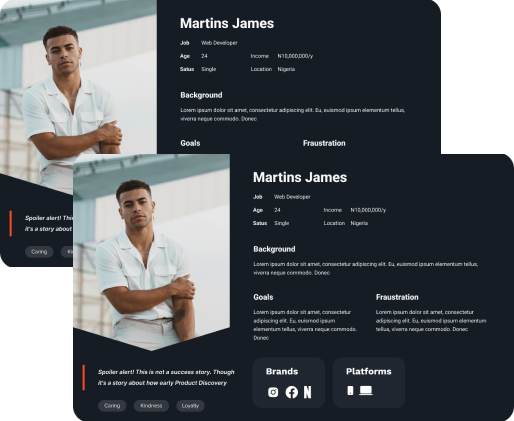 Martins James
Job Web Developer
Age 24 Income N10,000,000/y
Satus Single Location Nigeria
Background
Lorem ipsum dolor sit amet, consectetur adipiscing elit. Eu, euismod ipsum elementum tellus,
viverra neque commodo. Donec
Goals Fraustration
Spoiler alert! This
it's a story about
Caring
Martins James
Job Web Developer
Age 24 Income N10,000,000/y
Satus Single Location Nigeria
Background
Lorem ipsum dolor sit amet, consectetur adipiscing elit. Eu, euismod ipsum elementum tellus,
viverra neque commodo. Donec
Goals
Lorem ipsum dolor sit amet, consectetur
adipiscing elit. Eu, euismod ipsum
elementum tellus, viverra neque commodo.
Donec
Fraustration
Lorem ipsum dolor sit amet, consectetur
adipiscing elit. Eu, euismod ipsum elementum
tellus, viverra neque commodo. Donec
Brands
Platforms
Spoiler alert! This is not a success story. Though
it's a story about how early Product Discovery
Caring Kindness Loyalty